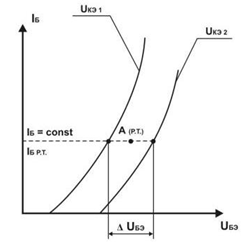 IБ
UКЭ 1
UКЭ 2
IБ = const
A (Р.Т.)
IБ Р.Т.
Δ UБЭ
UБЭ